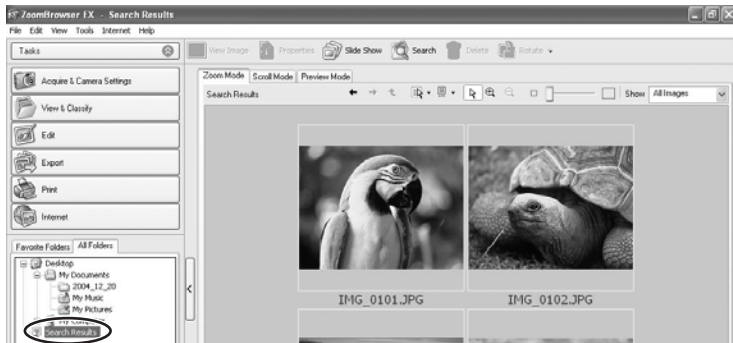 ZoomBrowser EX - Search Results
File Edit View Tools Internet Help
Tasks
View Image Properties Slide Show Search Delete Rotate
Acquire & Camera Settings
View & Classify
Edit
Export
Print
Internet
Zoom Mode Scroll Mode Preview Mode
Search Results
Show All Images
IMG_0101.JPG IMG_0102.JPG
Favorite Folders All Folders
Desktop
My Documents
2004_12_20
My Music
My Pictures
Search Results